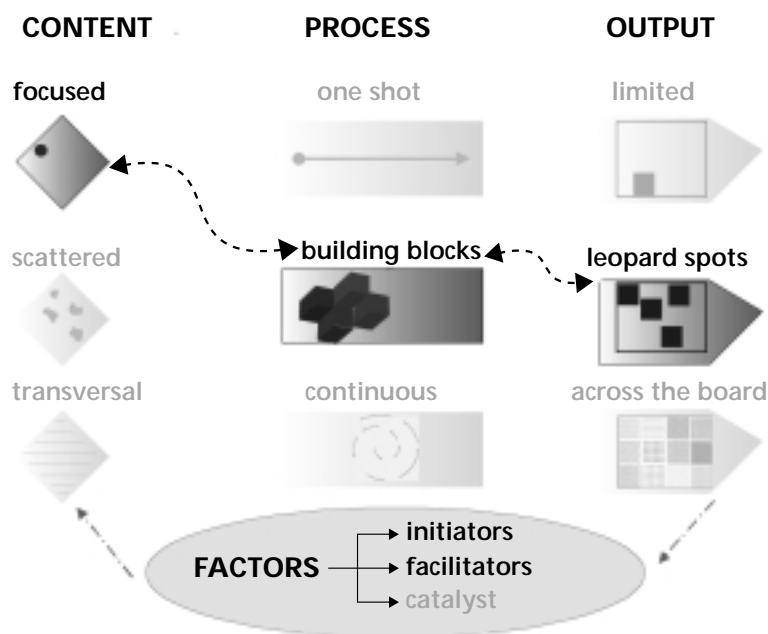 CONTENT PROCESS OUTPUT
focused one shot limited
scattered building blocks leopard spots
transversal continuous across the board
FACTORS
initiators
facilitators
catalyst